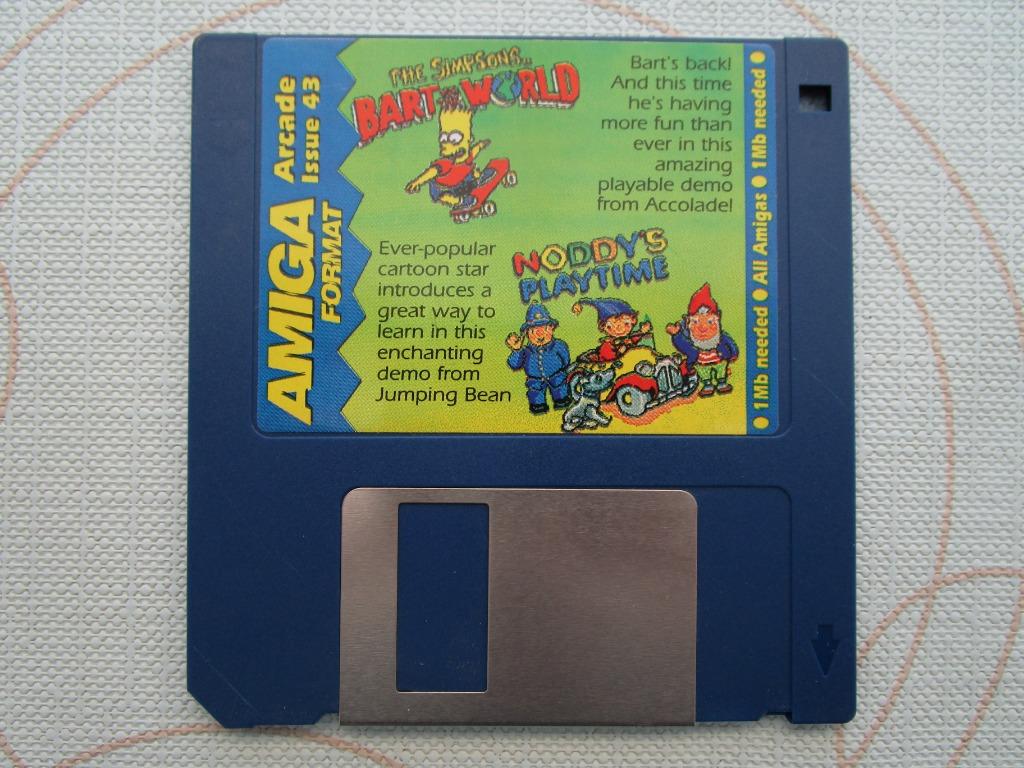 AMIGA
FORMAT
Arcade
Issue 43
THE SIMPSONS..
BART VS WORLD
Bart's back!
And this time
he's having
more fun than
ever in this
amazing
playable demo
from Accolade!
Ever-popular
cartoon star
introduces a
great way to
learn in this
enchanting
demo from
Jumping Bean
NODDY'S
PLAYTIME
● 1Mb needed ● All Amigas ● 1Mb needed ●